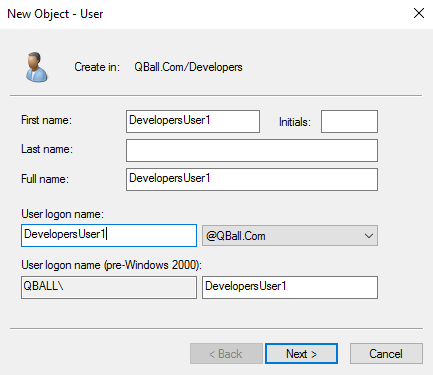 New Object - User
Create in: QBall.Com/Developers
First name: DevelopersUser1 Initials:
Last name:
Full name: DevelopersUser1
User logon name:
DevelopersUser1 @QBall.Com
User logon name (pre-Windows 2000):
QBALL\ DevelopersUser1
< Back Next > Cancel